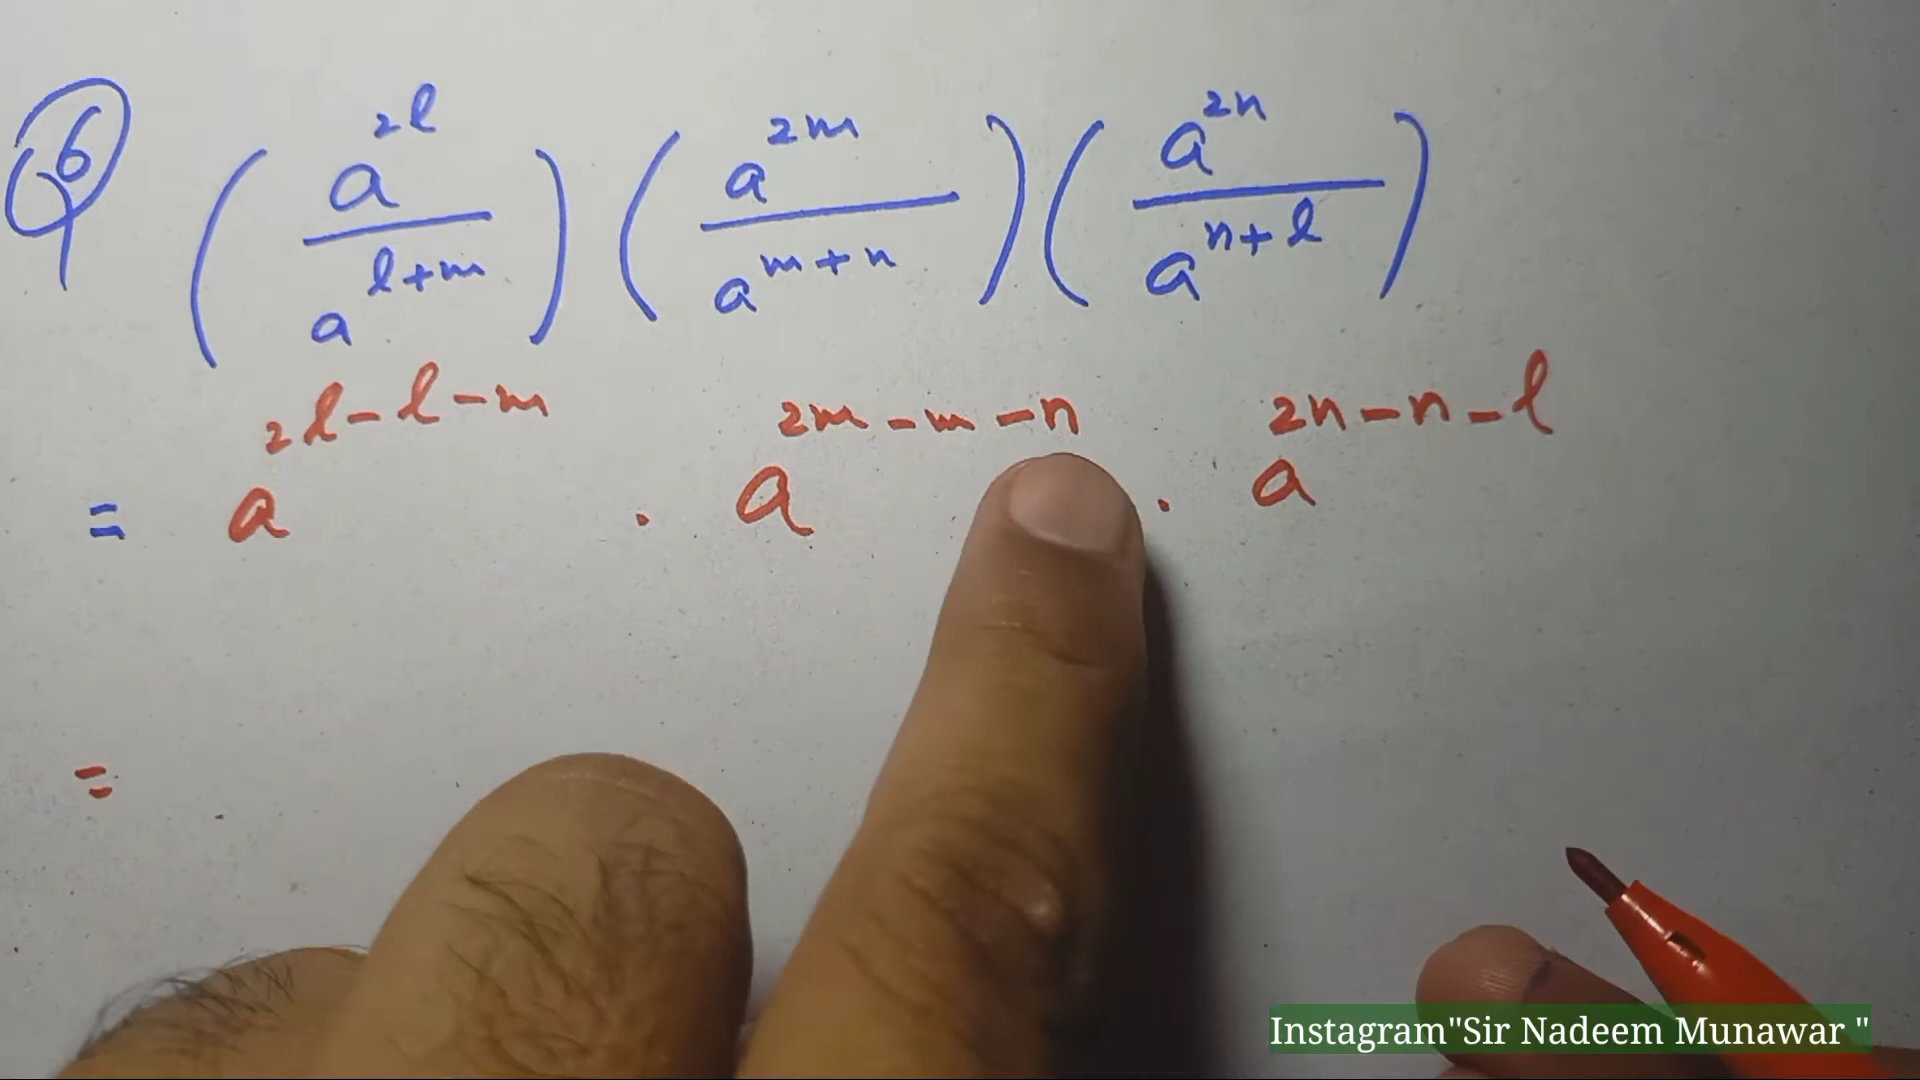 Q6 (a^2l / a^l+m) (a^2m / a^m+n) (a^2n / a^n+l)
= a^2l-l-m . a^2m-m-n . a^2n-n-l
=
Instagram"Sir Nadeem Munawar "